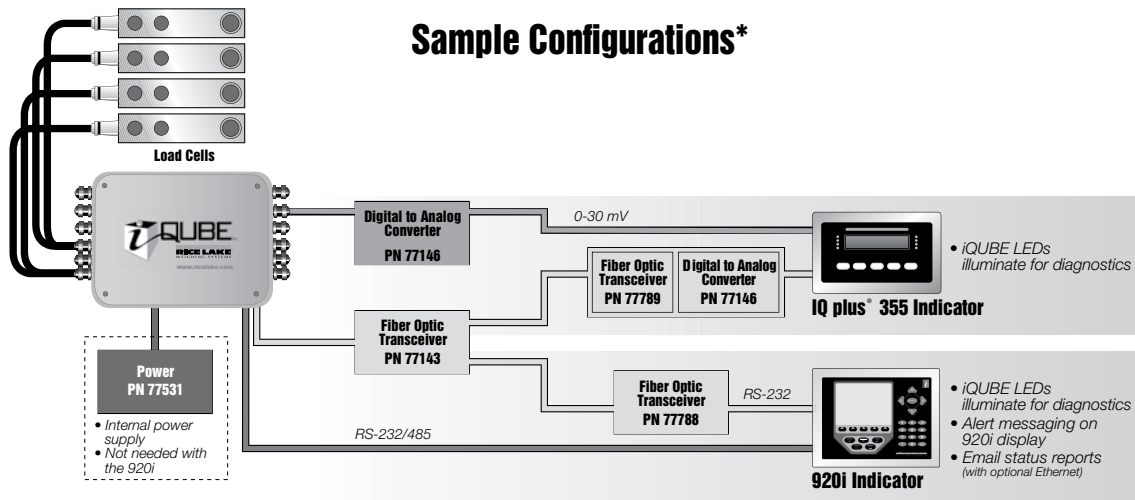 Sample Configurations*
Load Cells
iQUBE
RICE LAKE
WEIGHING SYSTEMS
www.ricelake.com
Digital to Analog
Converter
PN 77146
0-30 mV
Fiber Optic
Transceiver
PN 77789
Digital to Analog
Converter
PN 77146
IQ plus® 355 Indicator
• iQUBE LEDs
illuminate for diagnostics
Fiber Optic
Transceiver
PN 77143
Power
PN 77531
• Internal power
supply
• Not needed with
the 920i
Fiber Optic
Transceiver
PN 77788
RS-232
RS-232/485
920i Indicator
• iQUBE LEDs
illuminate for diagnostics
• Alert messaging on
920i display
• Email status reports
(with optional Ethernet)